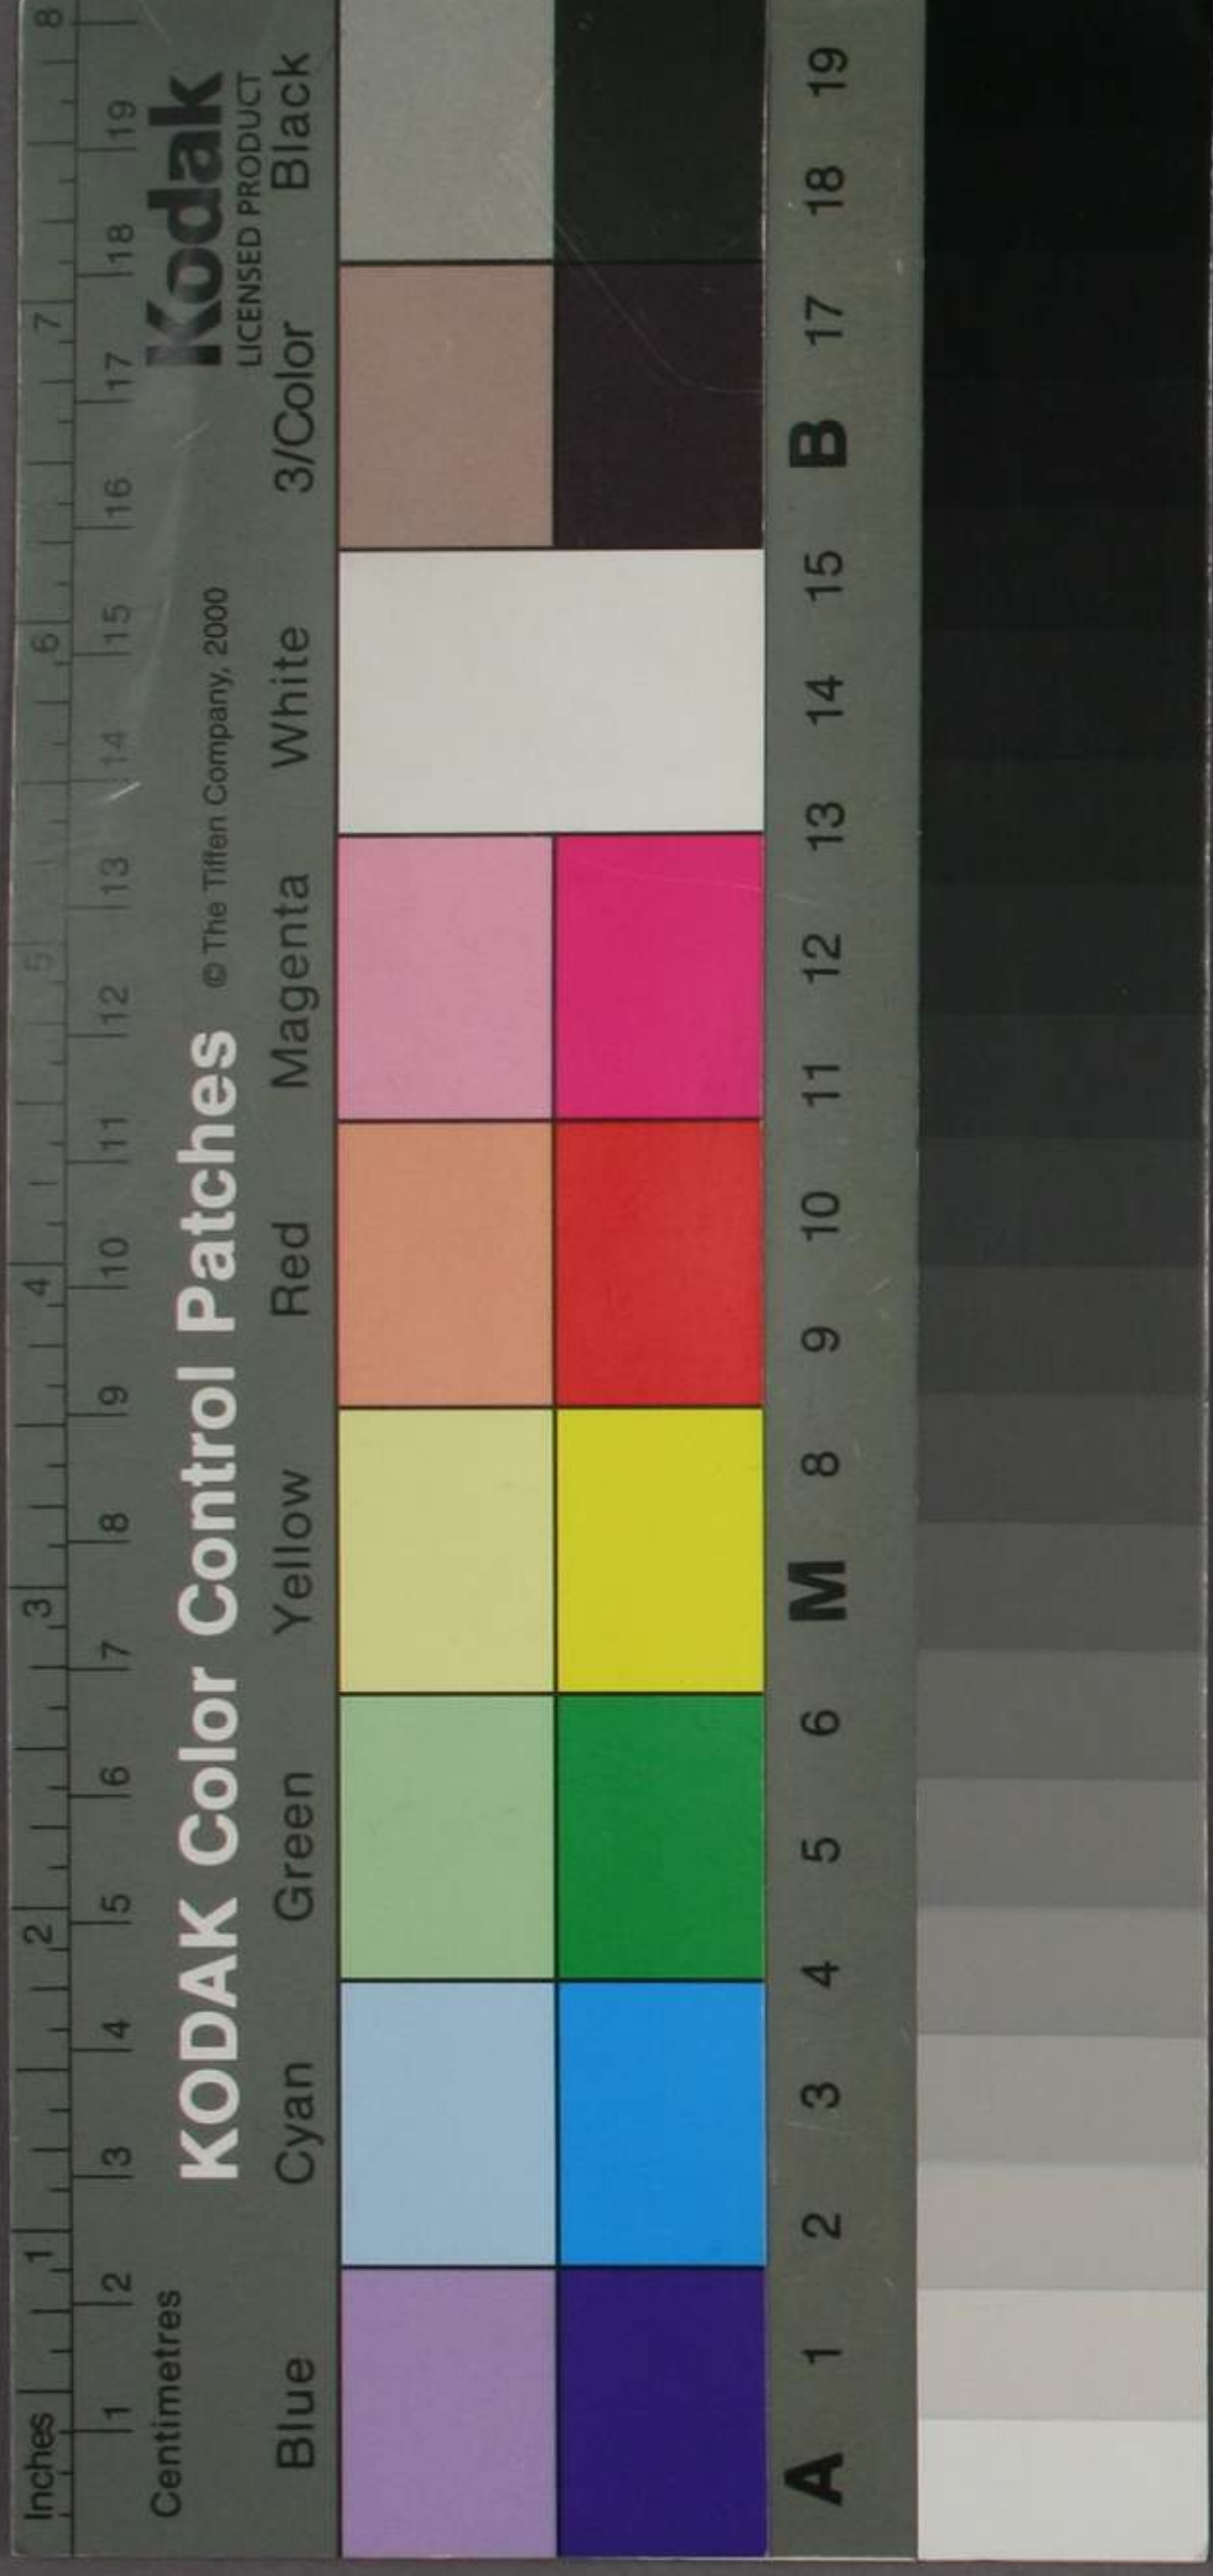 Inches 1 2 3 4 5 6 7 8
1 2 3 4 5 6 7 8 9 10 11 12 13 14 15 16 17 18 19
Centimetres
KODAK Color Control Patches © The Tiffen Company, 2000 Kodak
LICENSED PRODUCT
Blue Cyan Green Yellow Red Magenta White 3/Color Black
A 1 2 3 4 5 6 M 8 9 10 11 12 13 14 15 B 17 18 19